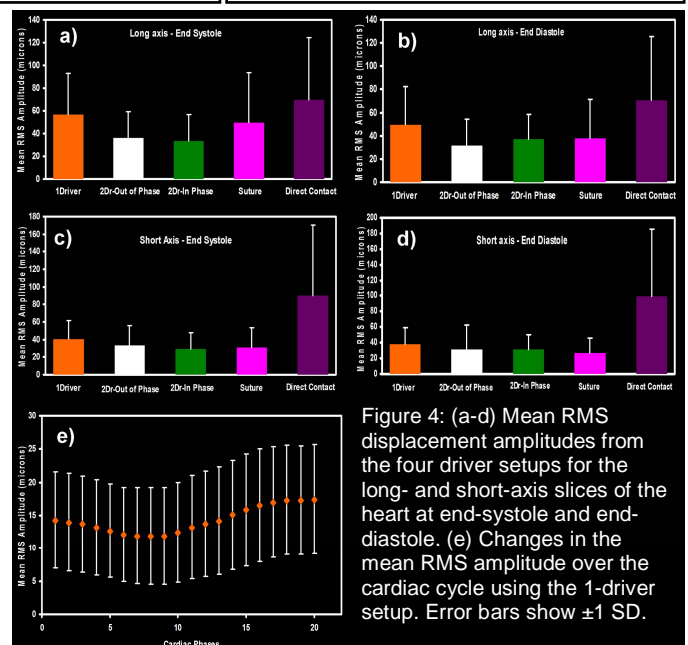 a)
Long axis - End Systole
Mean RMS Amplitude (microns)
140
120
100
80
60
40
20
0
1Driver 2Dr-Out of Phase 2Dr-In Phase Suture Direct Contact
b)
Long axis - End Diastole
Mean RMS Amplitude (microns)
140
120
100
80
60
40
20
0
1Driver 2Dr-Out of Phase 2Dr-In Phase Suture Direct Contact
c)
Short Axis - End Systole
Mean RMS Amplitude (microns)
180
160
140
120
100
80
60
40
20
0
1Driver 2Dr-Out of Phase 2Dr-In Phase Suture Direct Contact
d)
Short axis - End Diastole
Mean RMS Amplitude (microns)
200
180
160
140
120
100
80
60
40
20
0
1Driver 2Dr-Out of Phase 2Dr-In Phase Suture Direct Contact
e)
Mean RMS Amplitude (microns)
30
25
20
15
10
5
0
0 5 10 15 20
Cardiac Phases
Figure 4: (a-d) Mean RMS
displacement amplitudes from
the four driver setups for the
long- and short-axis slices of the
heart at end-systole and end-
diastole. (e) Changes in the
mean RMS amplitude over the
cardiac cycle using the 1-driver
setup. Error bars show ±1 SD.